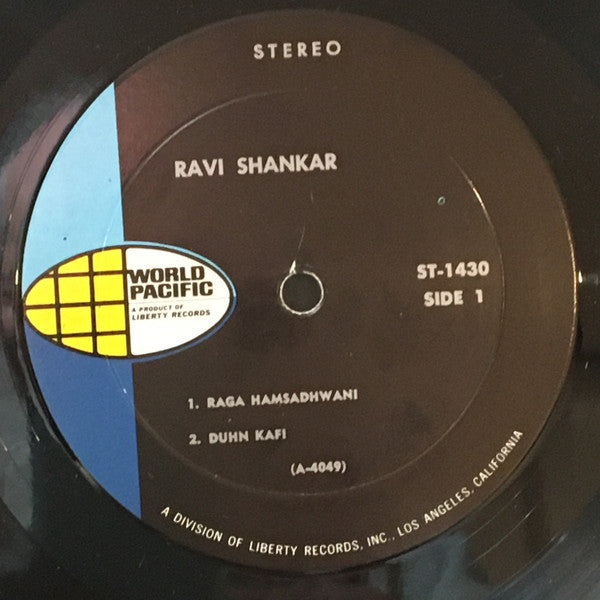 STEREO
RAVI SHANKAR
WORLD
PACIFIC
A PRODUCT OF
LIBERTY RECORDS
ST-1430
SIDE 1
1. RAGA HAMSADHWANI
2. DUHN KAFI
(A-4049)
A DIVISION OF LIBERTY RECORDS, INC., LOS ANGELES, CALIFORNIA